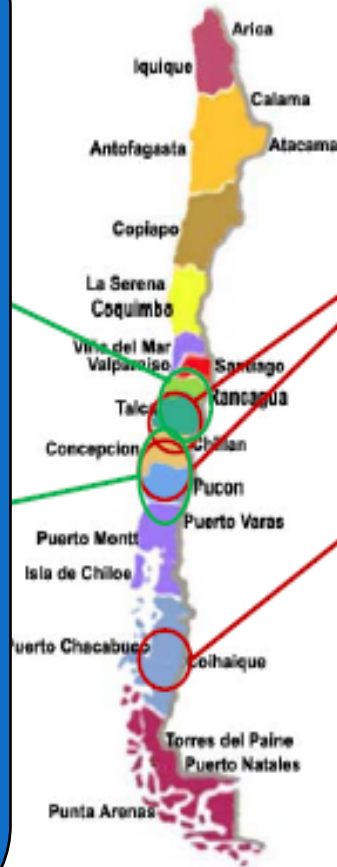 Arica
Iquique
Calama
Antofagasta
Atacama
Copiapo
La Serena
Coquimbo
Viña del Mar
Valparaiso
Santiago
Rancagua
Talca
Chillan
Concepcion
Pucon
Puerto Varas
Puerto Montt
Isla de Chiloe
Puerto Chacabuco
Coihaique
Torres del Paine
Puerto Natales
Punta Arenas